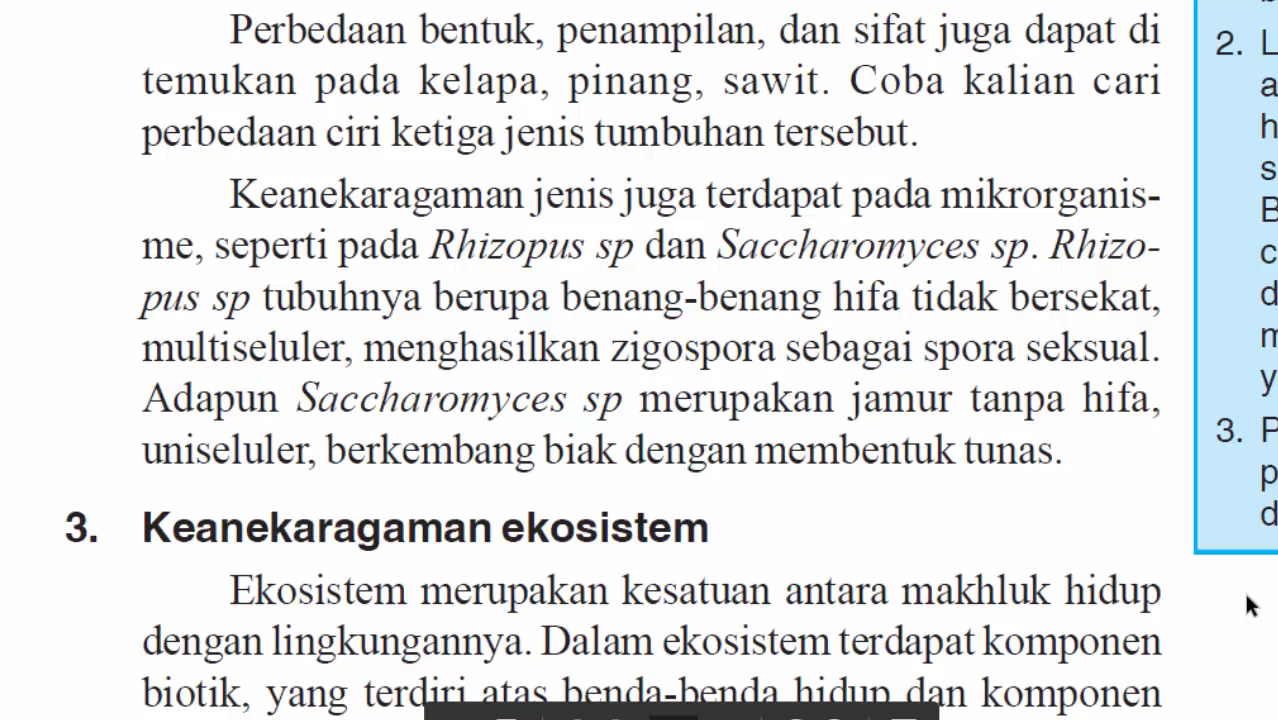 Perbedaan bentuk, penampilan, dan sifat juga dapat di
temukan pada kelapa, pinang, sawit. Coba kalian cari
perbedaan ciri ketiga jenis tumbuhan tersebut.
Keanekaragaman jenis juga terdapat pada mikrorganis-
me, seperti pada Rhizopus sp dan Saccharomyces sp. Rhizo-
pus sp tubuhnya berupa benang-benang hifa tidak bersekat,
multiseluler, menghasilkan zigospora sebagai spora seksual.
Adapun Saccharomyces sp merupakan jamur tanpa hifa,
uniseluler, berkembang biak dengan membentuk tunas.
3. Keanekaragaman ekosistem
Ekosistem merupakan kesatuan antara makhluk hidup
dengan lingkungannya. Dalam ekosistem terdapat komponen
biotik, yang terdiri atas benda-benda hidup dan komponen
2.
3.